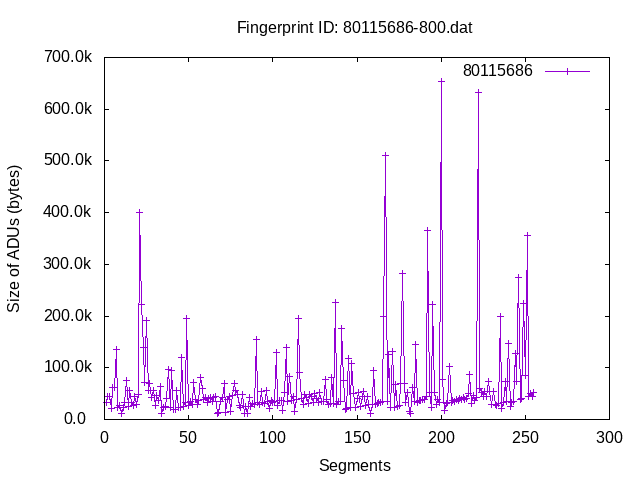 Fingerprint ID: 80115686-800.dat
80115686
700.0k
600.0k
500.0k
400.0k
300.0k
200.0k
100.0k
0.0
Size of ADUs (bytes)
0 50 100 150 200 250 300
Segments